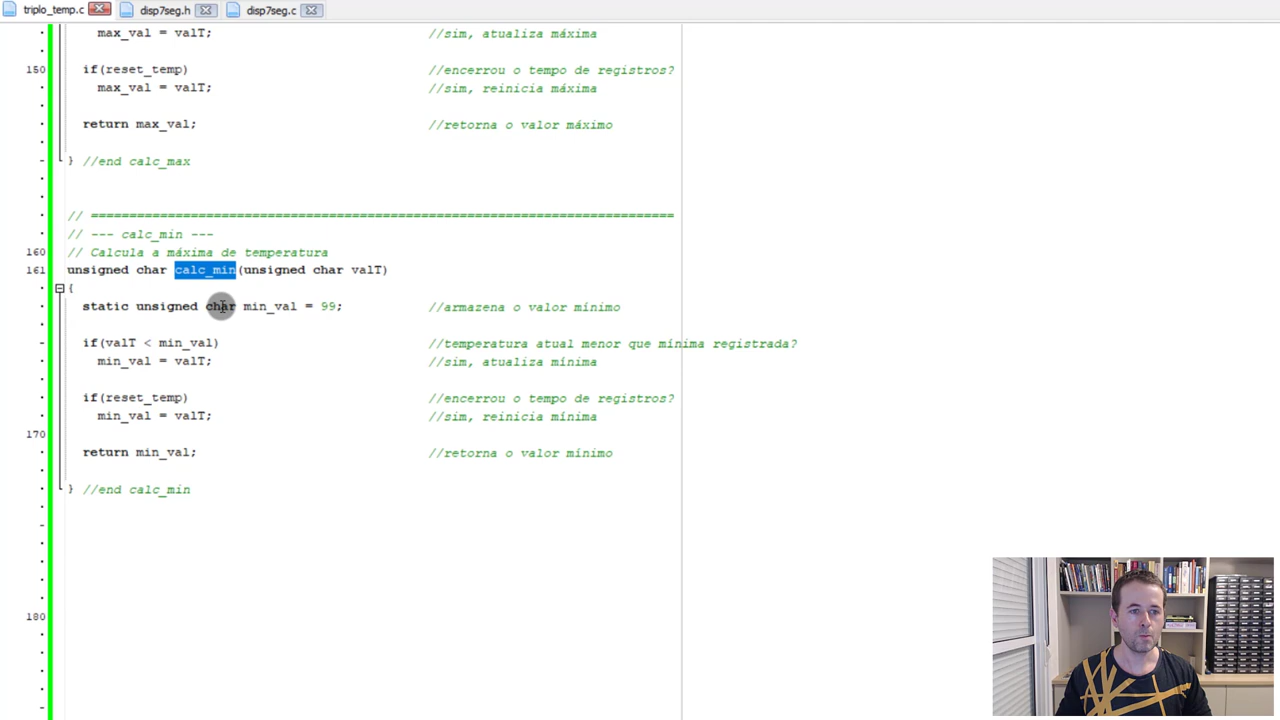 triplo_temp.c disp7seg.h disp7seg.c
max_val = valT; //sim, atualiza máxima
150 if(reset_temp) //encerrou o tempo de registros?
max_val = valT; //sim, reinicia máxima
return max_val; //retorna o valor máximo
} //end calc_max
// ============================================================================
// --- calc_min ---
160 // Calcula a máxima de temperatura
161 unsigned char calc_min(unsigned char valT)
{
static unsigned char min_val = 99; //armazena o valor mínimo
if(valT < min_val) //temperatura atual menor que mínima registrada?
min_val = valT; //sim, atualiza mínima
if(reset_temp) //encerrou o tempo de registros?
min_val = valT; //sim, reinicia mínima
170
return min_val; //retorna o valor mínimo
} //end calc_min
180